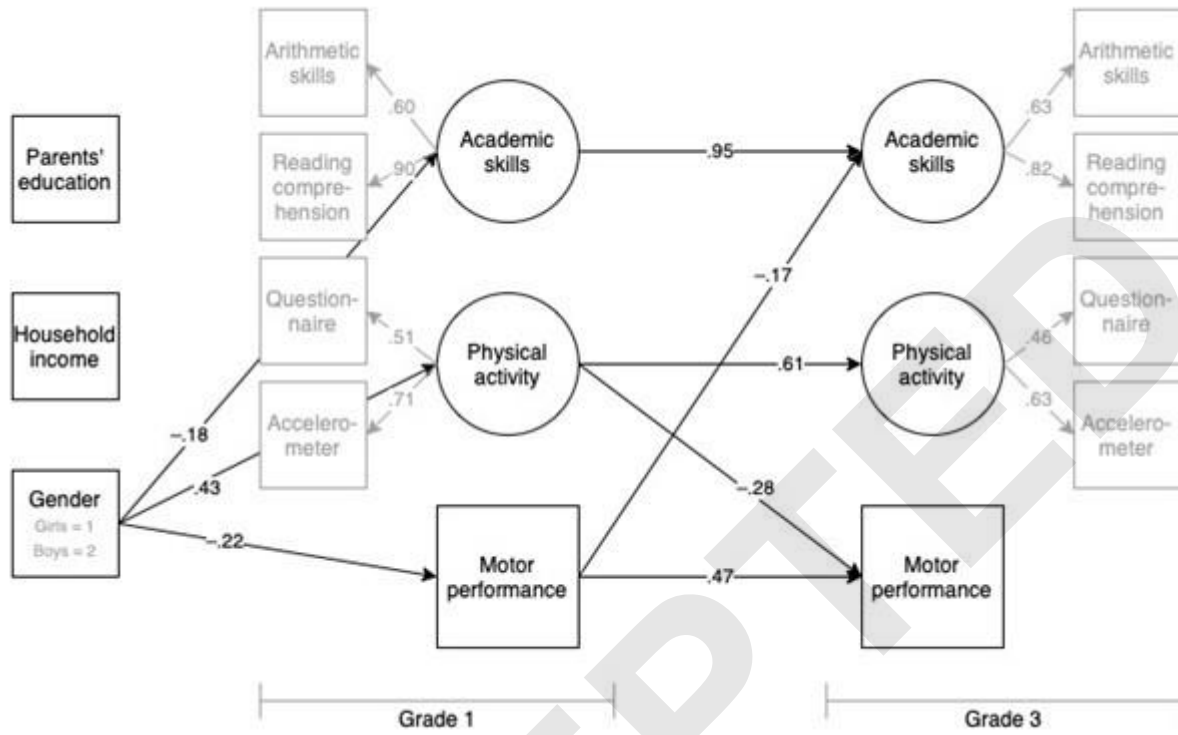 Parents'
education
Household
income
Gender
Girls = 1
Boys = 2
Arithmetic
skills
Reading
compre-
hension
Question-
naire
Accelero-
meter
.60
.90
.51
.71
–.18
.43
–.22
Academic
skills
Physical
activity
Motor
performance
.95
–.17
.61
–.28
.47
Academic
skills
Physical
activity
Motor
performance
.63
.82
.46
.63
Arithmetic
skills
Reading
compre-
hension
Question-
naire
Accelero-
meter
Grade 1
Grade 3
PTED